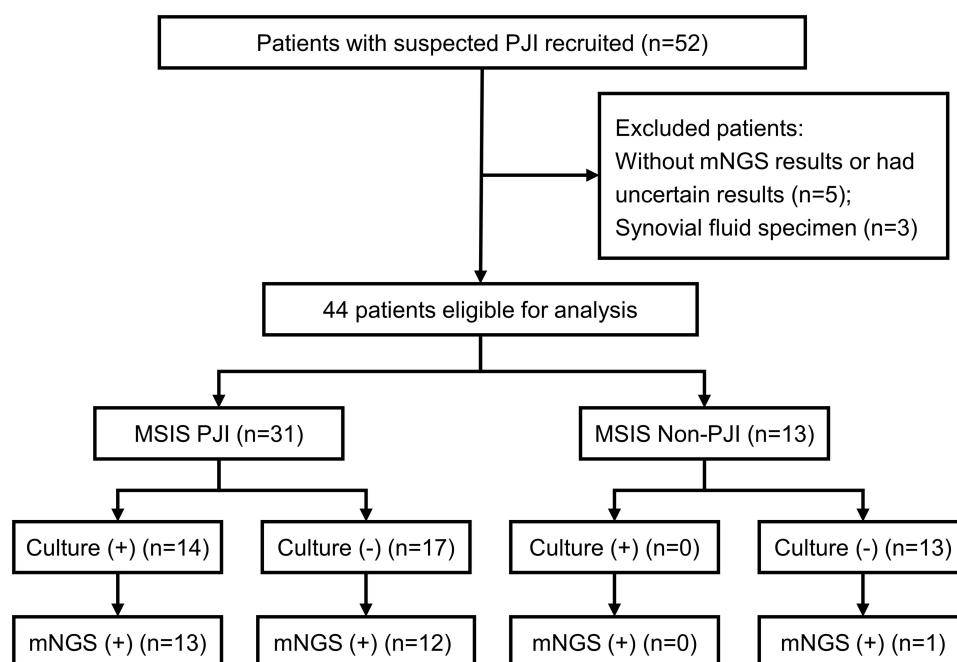 Patients with suspected PJI recruited (n=52)
Excluded patients:
Without mNGS results or had
uncertain results (n=5);
Synovial fluid specimen (n=3)
44 patients eligible for analysis
MSIS PJI (n=31)
MSIS Non-PJI (n=13)
Culture (+) (n=14)
Culture (-) (n=17)
Culture (+) (n=0)
Culture (-) (n=13)
mNGS (+) (n=13)
mNGS (+) (n=12)
mNGS (+) (n=0)
mNGS (+) (n=1)